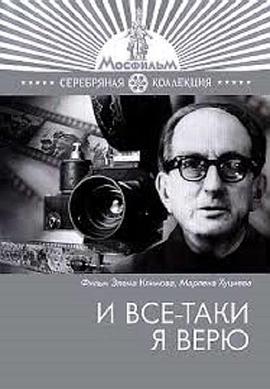 МОСФИЛЬМ
СЕРЕБРЯНАЯ КОЛЛЕКЦИЯ
Фильм Элема Климова, Марлена Хуциева
И ВСЕ-ТАКИ
Я ВЕРЮ